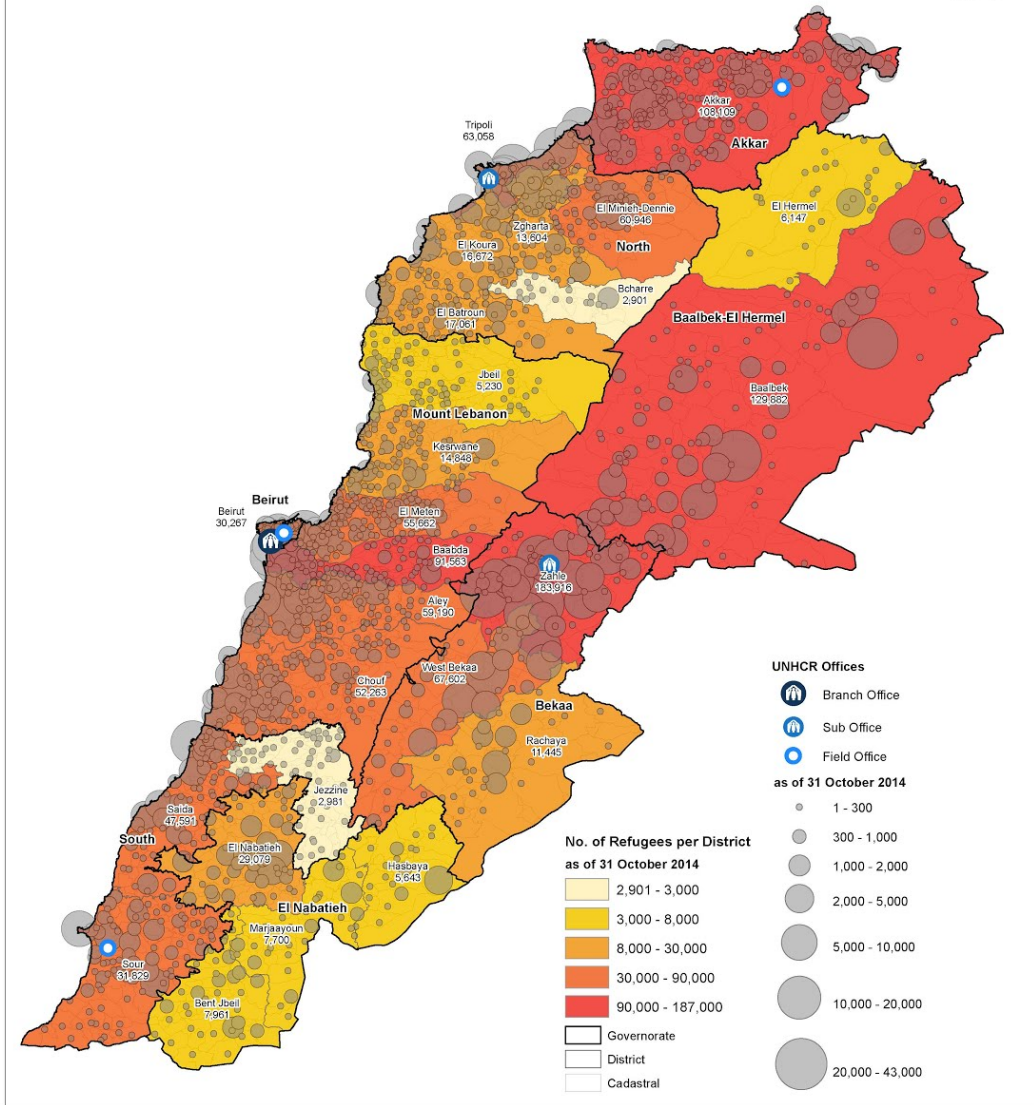 Akkar
108,109
Akkar
Tripoli
63,058
El Hermel
6,147
El Minieh-Dennie
60,946
Zgharta
13,604
North
El Koura
16,672
Bcharre
2,901
El Batroun
17,061
Baalbek-El Hermel
Jbeil
5,230
Baalbek
129,882
Mount Lebanon
Kesrwane
14,848
Beirut
Beirut
30,267
El Meten
55,662
Baabda
91,563
Zahle
183,916
Aley
59,190
West Bekaa
67,602
Chouf
52,263
Bekaa
Rachaya
11,445
Jezzine
2,981
Saida
47,591
South
El Nabatieh
29,079
Hasbaya
5,643
El Nabatieh
Marjaayoun
7,700
Sour
31,829
Bent Jbeil
7,961
UNHCR Offices
Branch Office
Sub Office
Field Office
as of 31 October 2014
1 - 300
300 - 1,000
1,000 - 2,000
2,000 - 5,000
5,000 - 10,000
10,000 - 20,000
20,000 - 43,000
No. of Refugees per District
as of 31 October 2014
2,901 - 3,000
3,000 - 8,000
8,000 - 30,000
30,000 - 90,000
90,000 - 187,000
Governorate
District
Cadastral